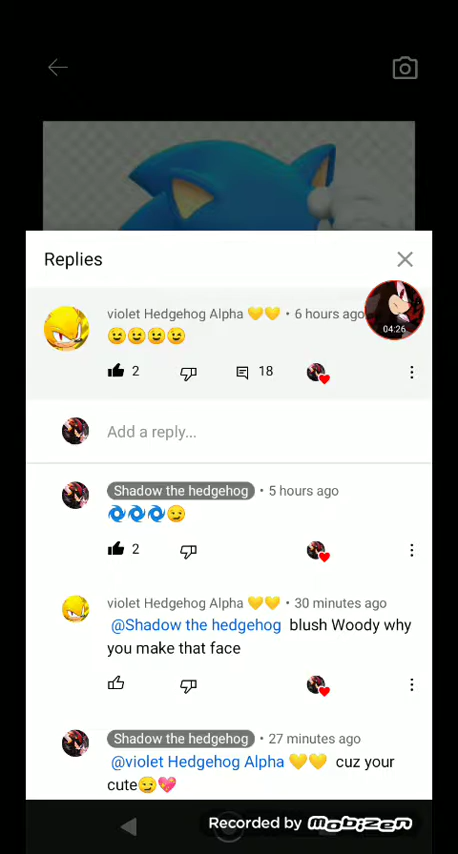 Replies
violet Hedgehog Alpha 💛💛 • 6 hours ago
😉😉😉😉
04:26
2
18
Add a reply...
Shadow the hedgehog • 5 hours ago
🌀🌀🌀😏
2
violet Hedgehog Alpha 💛💛 • 30 minutes ago
@Shadow the hedgehog blush Woody why
you make that face
Shadow the hedgehog • 27 minutes ago
@violet Hedgehog Alpha 💛💛 cuz your
cute😏💖
Recorded by mobizen